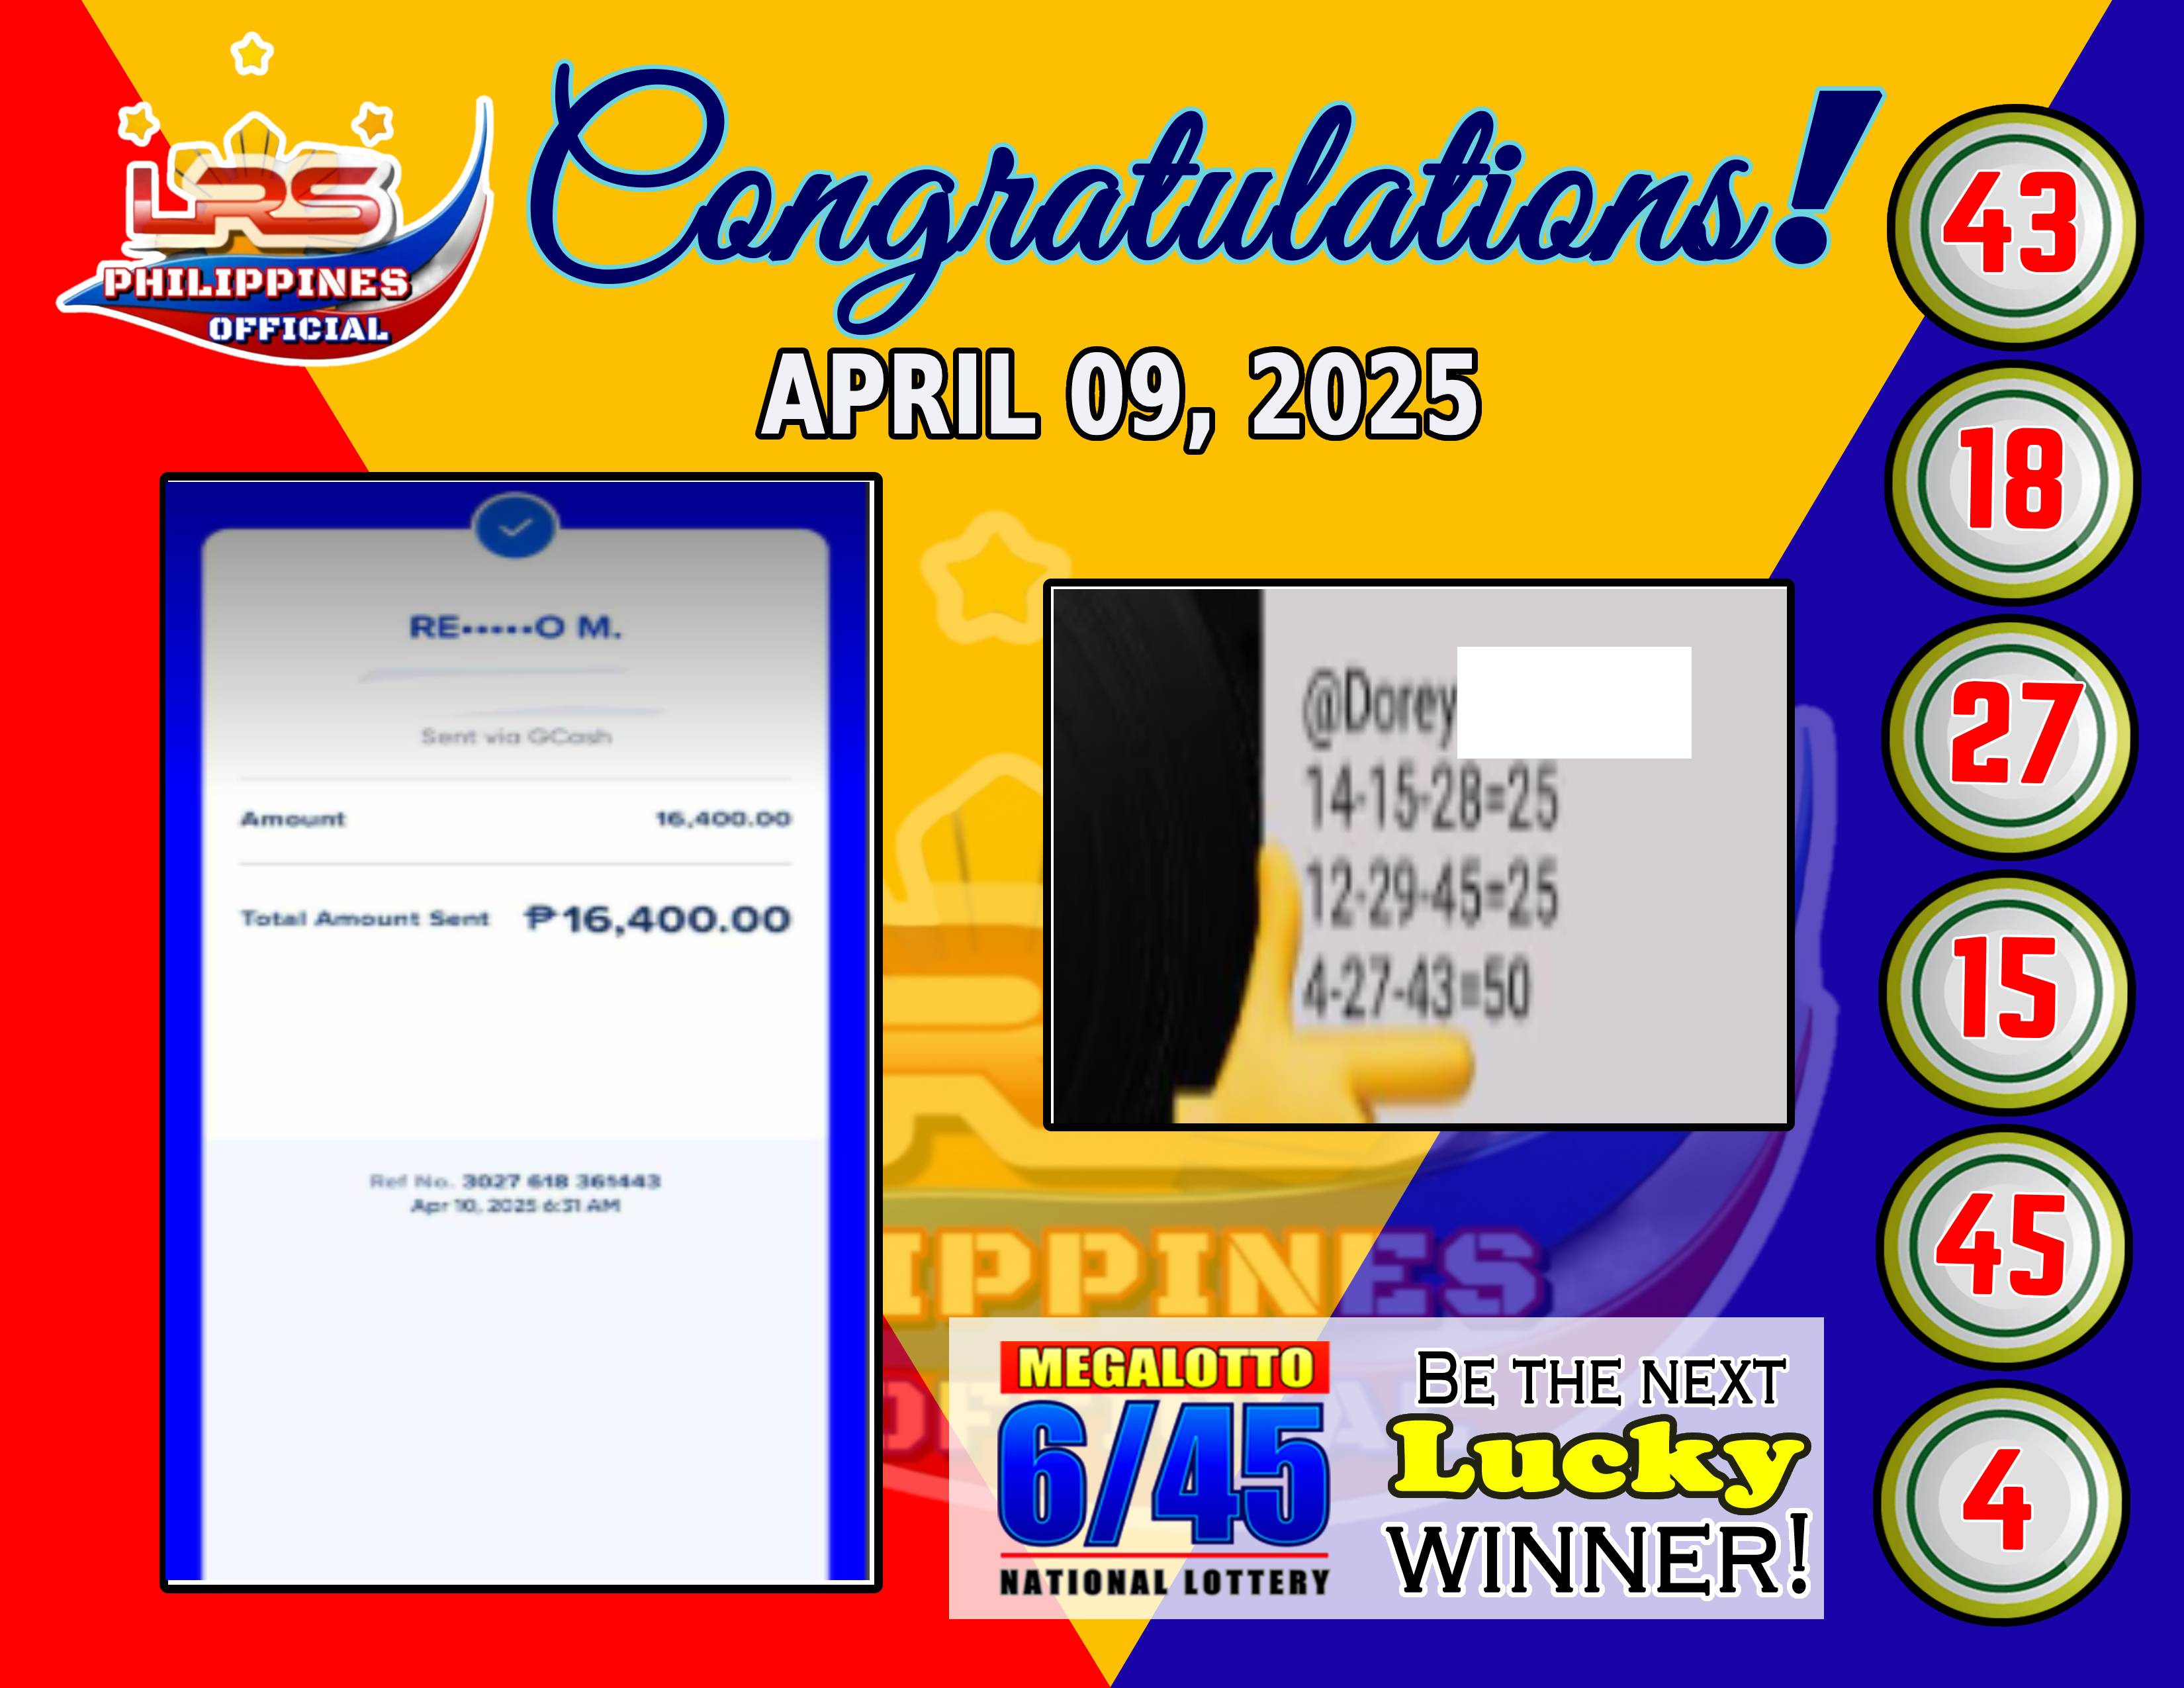 LRS
PHILIPPINES
OFFICIAL
Congratulations!
APRIL 09, 2025
RE•••••O M.
Sent via GCash
Amount 16,400.00
Total Amount Sent ₱16,400.00
Ref No. 3027 618 361443
Apr 10, 2025 6:31 AM
@Dorey
14-15-28=25
12-29-45=25
4-27-43=50
IPPINES
MEGALOTTO
6/45
NATIONAL LOTTERY
BE THE NEXT
Lucky
WINNER!
43
18
27
15
45
4